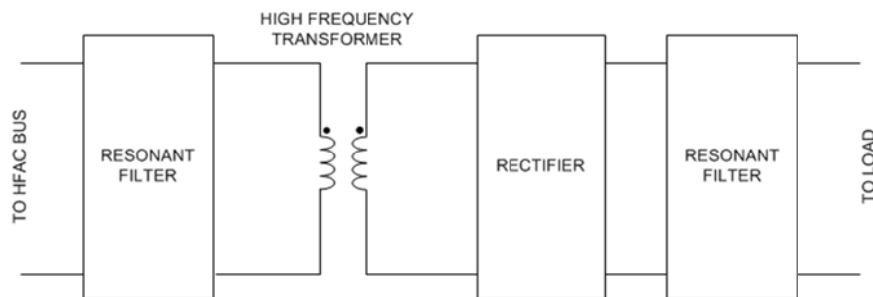 HIGH FREQUENCY
TRANSFORMER
TO HFAC BUS
RESONANT
FILTER
RECTIFIER
RESONANT
FILTER
TO LOAD